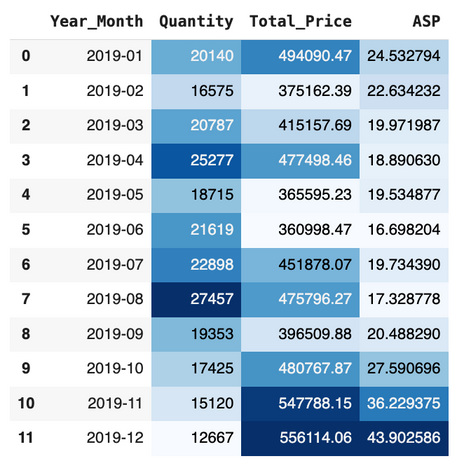 Year_Month Quantity Total_Price ASP
0 2019-01 20140 494090.47 24.532794
1 2019-02 16575 375162.39 22.634232
2 2019-03 20787 415157.69 19.971987
3 2019-04 25277 477498.46 18.890630
4 2019-05 18715 365595.23 19.534877
5 2019-06 21619 360998.47 16.698204
6 2019-07 22898 451878.07 19.734390
7 2019-08 27457 475796.27 17.328778
8 2019-09 19353 396509.88 20.488290
9 2019-10 17425 480767.87 27.590696
10 2019-11 15120 547788.15 36.229375
11 2019-12 12667 556114.06 43.902586